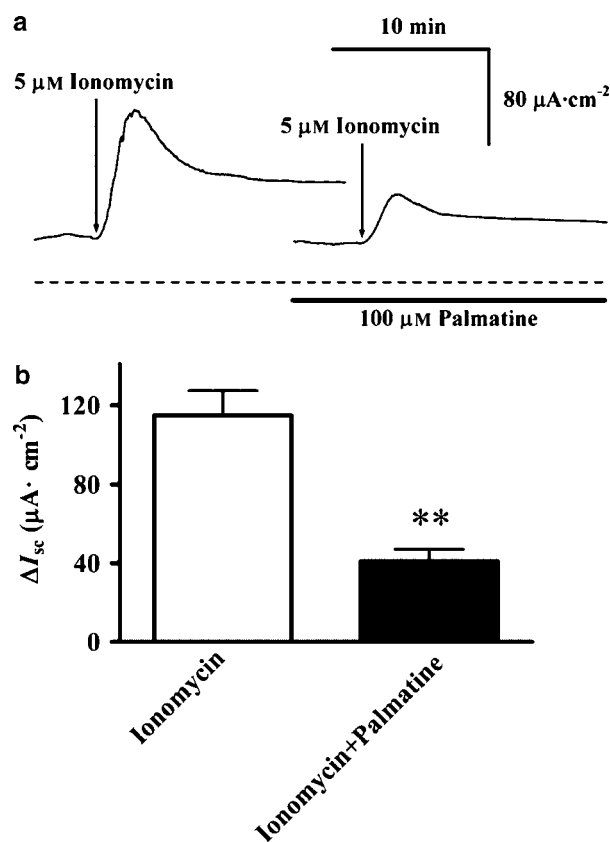 a
10 min
5 μM Ionomycin
80 μA·cm⁻²
5 μM Ionomycin
100 μM Palmatine
b
ΔIsc (μA· cm⁻²)
120
80
40
0
**
Ionomycin
Ionomycin+Palmatine